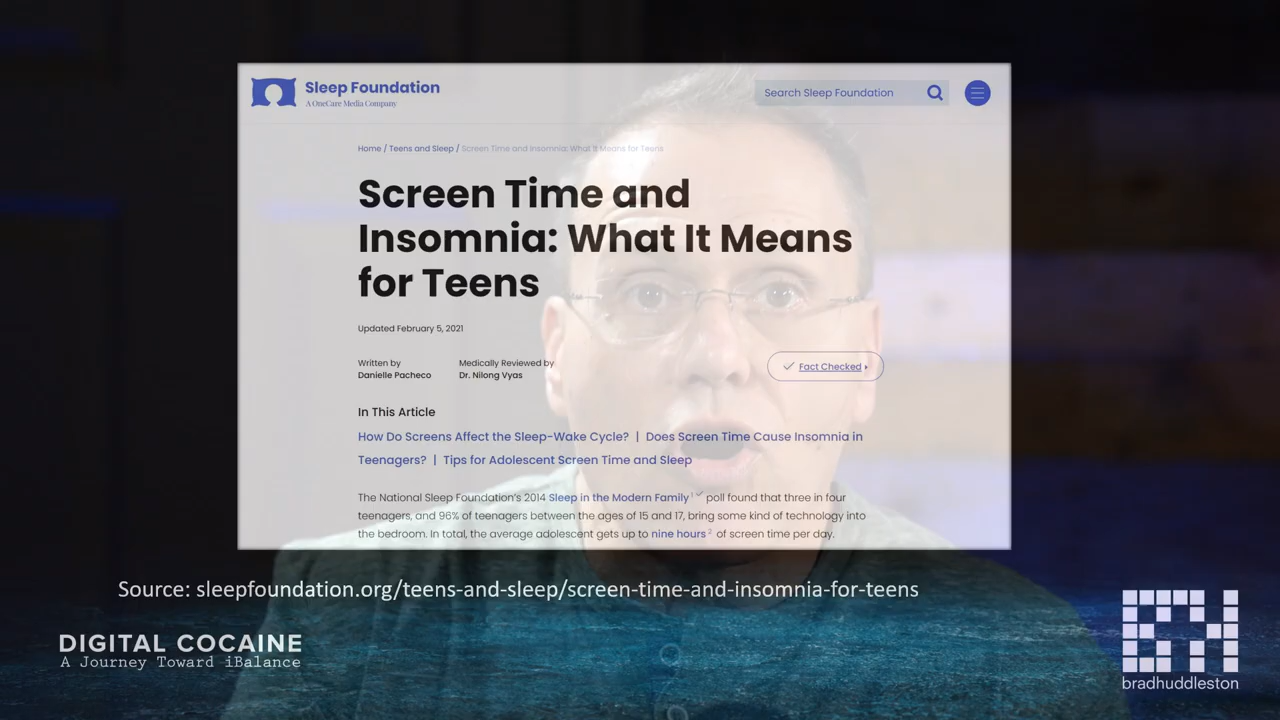 Sleep Foundation
A OneCare Media Company
Search Sleep Foundation
Home / Teens and Sleep / Screen Time and Insomnia: What It Means for Teens
Screen Time and
Insomnia: What It Means
for Teens
Updated February 5, 2021
Written by
Danielle Pacheco
Medically Reviewed by
Dr. Nilong Vyas
Fact Checked
In This Article
How Do Screens Affect the Sleep-Wake Cycle? | Does Screen Time Cause Insomnia in
Teenagers? | Tips for Adolescent Screen Time and Sleep
The National Sleep Foundation's 2014 Sleep in the Modern Family 1 poll found that three in four
teenagers, and 96% of teenagers between the ages of 15 and 17, bring some kind of technology into
the bedroom. In total, the average adolescent gets up to nine hours 2 of screen time per day.
Source: sleepfoundation.org/teens-and-sleep/screen-time-and-insomnia-for-teens
DIGITAL COCAINE
A Journey Toward iBalance
bradhuddleston